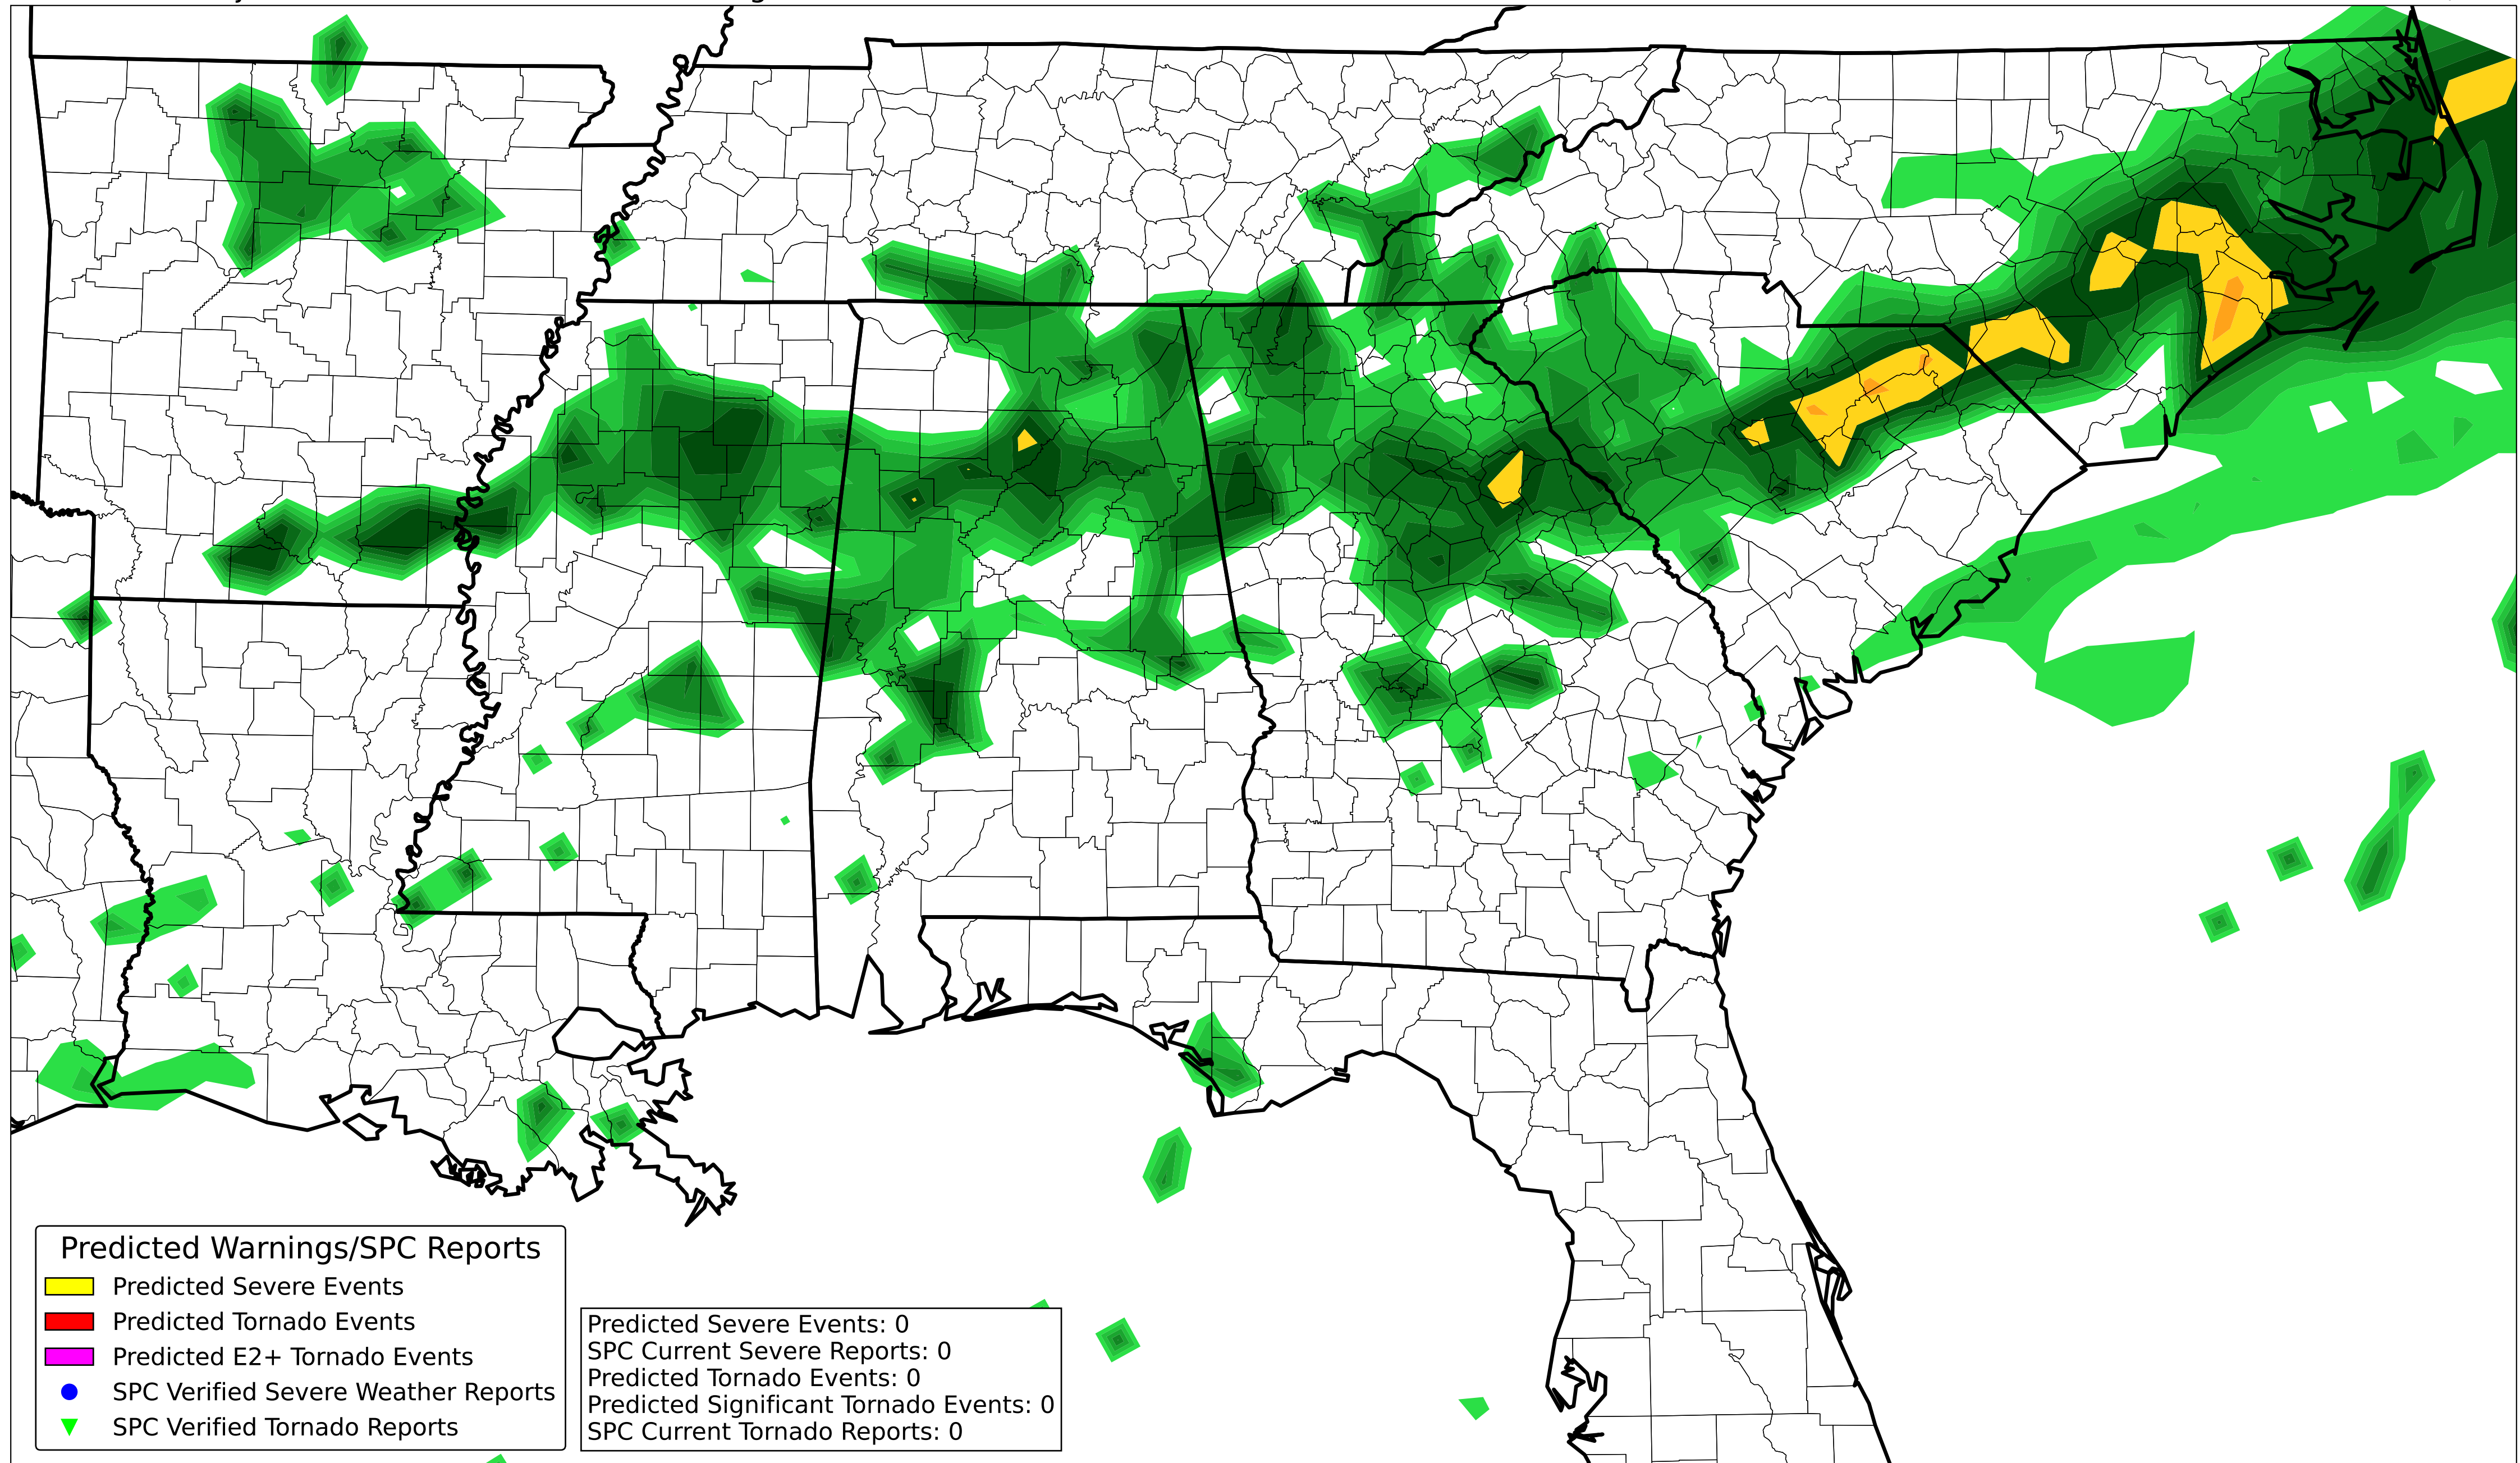 Predicted Warnings/SPC Reports
Predicted Severe Events
Predicted Tornado Events
Predicted E2+ Tornado Events
SPC Verified Severe Weather Reports
SPC Verified Tornado Reports
Predicted Severe Events: 0
SPC Current Severe Reports: 0
Predicted Tornado Events: 0
Predicted Significant Tornado Events: 0
SPC Current Tornado Reports: 0